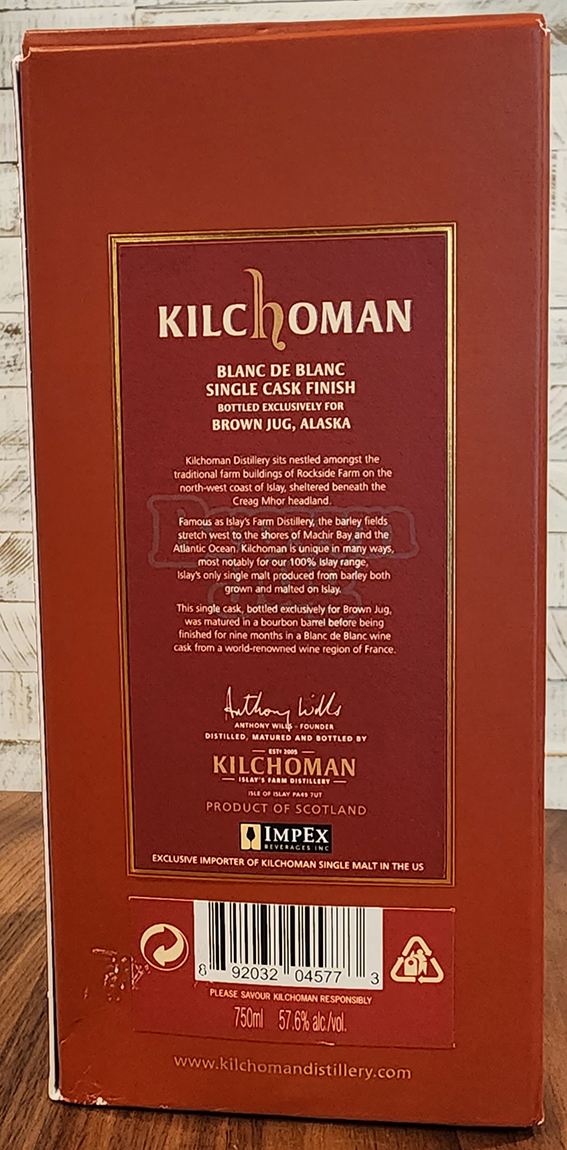 KILCHOMAN
BLANC DE BLANC
SINGLE CASK FINISH
BOTTLED EXCLUSIVELY FOR
BROWN JUG, ALASKA
Kilchoman Distillery sits nestled amongst the
traditional farm buildings of Rockside Farm on the
north-west coast of Islay, sheltered beneath the
Creag Mhor headland.
Famous as Islay's Farm Distillery, the barley fields
stretch west to the shores of Machir Bay and the
Atlantic Ocean. Kilchoman is unique in many ways,
most notably for our 100% Islay range,
Islay's only single malt produced from barley both
grown and malted on Islay.
This single cask, bottled exclusively for Brown Jug,
was matured in a bourbon barrel before being
finished for nine months in a Blanc de Blanc wine
cask from a world-renowned wine region of France.
Anthony Wills
ANTHONY WILLS - FOUNDER
DISTILLED, MATURED AND BOTTLED BY
EST: 2005
KILCHOMAN
ISLAY'S FARM DISTILLERY
ISLE OF ISLAY PA49 7UT
PRODUCT OF SCOTLAND
IMPEX
BEVERAGES INC
EXCLUSIVE IMPORTER OF KILCHOMAN SINGLE MALT IN THE US
8 92032 04577 3
PLEASE SAVOUR KILCHOMAN RESPONSIBLY
750ml 57.6% alc./vol.
www.kilchomandistillery.com